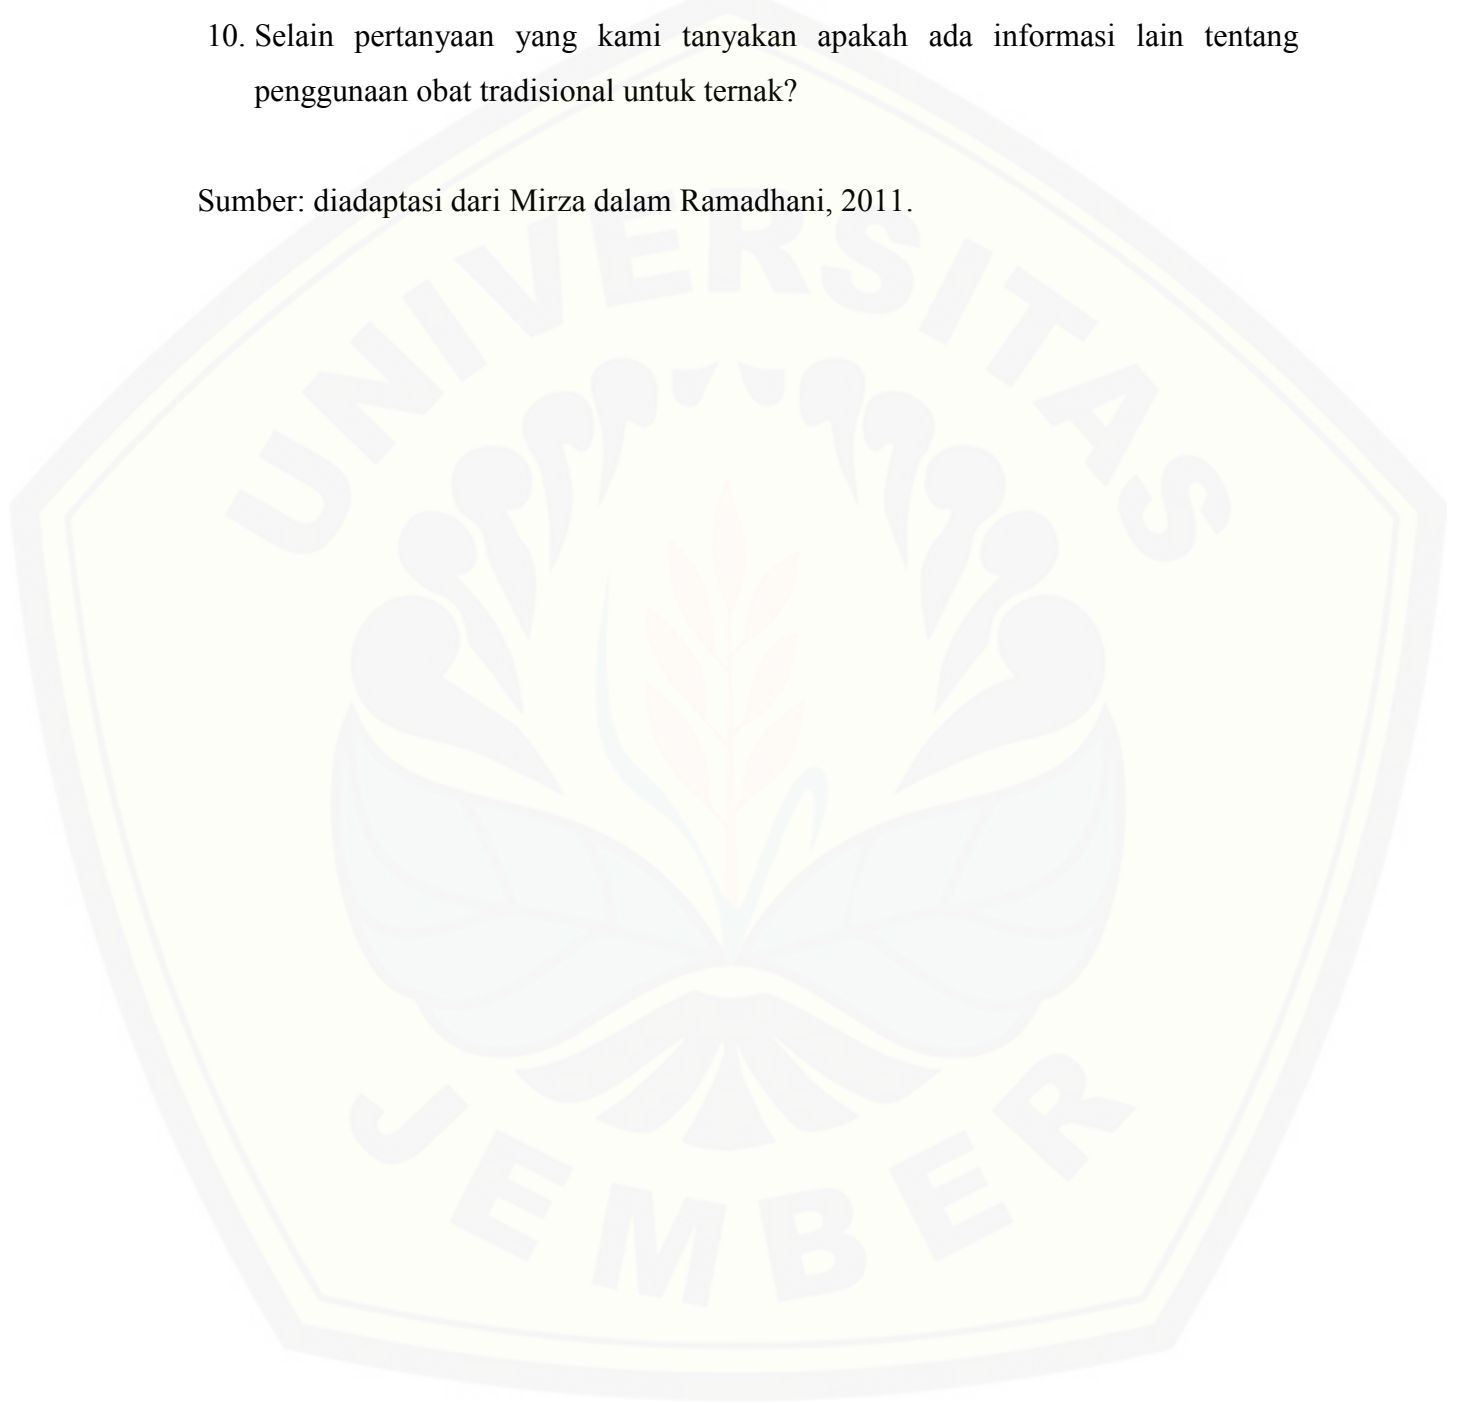 10. Selain pertanyaan yang kami tanyakan apakah ada informasi lain tentang
penggunaan obat tradisional untuk ternak?
Sumber: diadaptasi dari Mirza dalam Ramadhani, 2011.
UNIVERSITAS
JEMBER